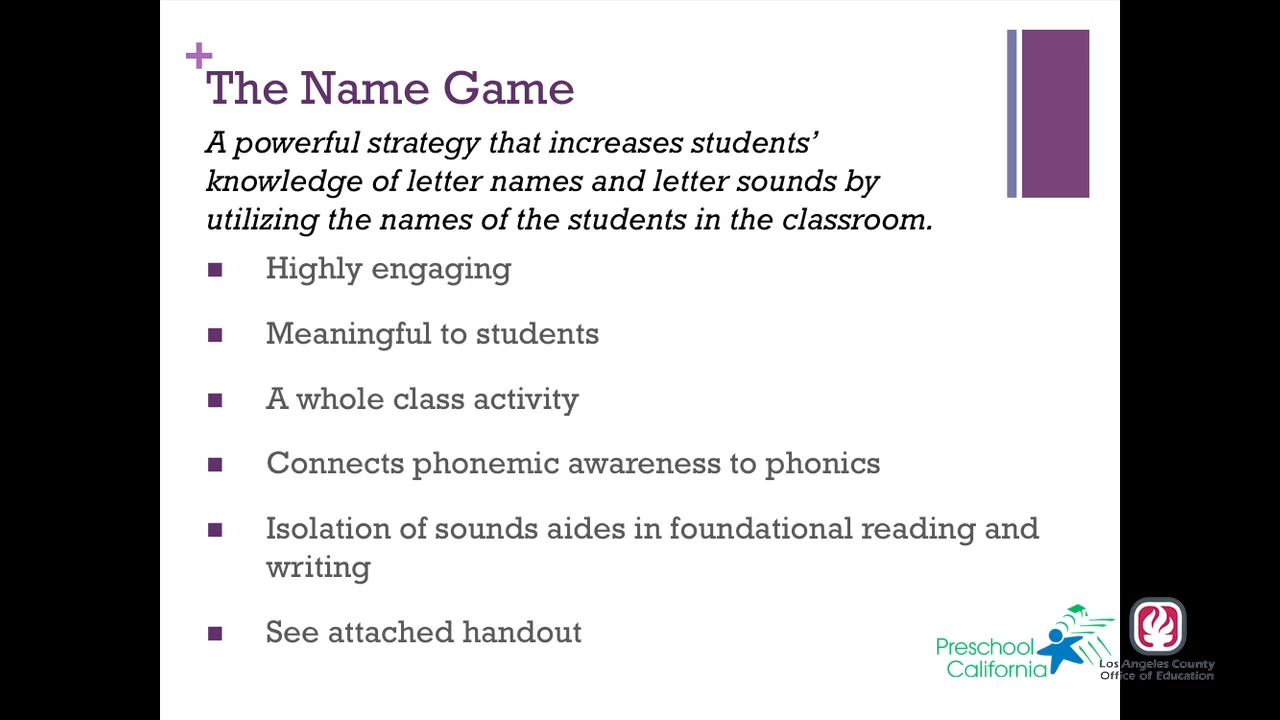 +
The Name Game
A powerful strategy that increases students’
knowledge of letter names and letter sounds by
utilizing the names of the students in the classroom.
■ Highly engaging
■ Meaningful to students
■ A whole class activity
■ Connects phonemic awareness to phonics
■ Isolation of sounds aides in foundational reading and
writing
■ See attached handout
Preschool
California
Los Angeles County
Office of Education